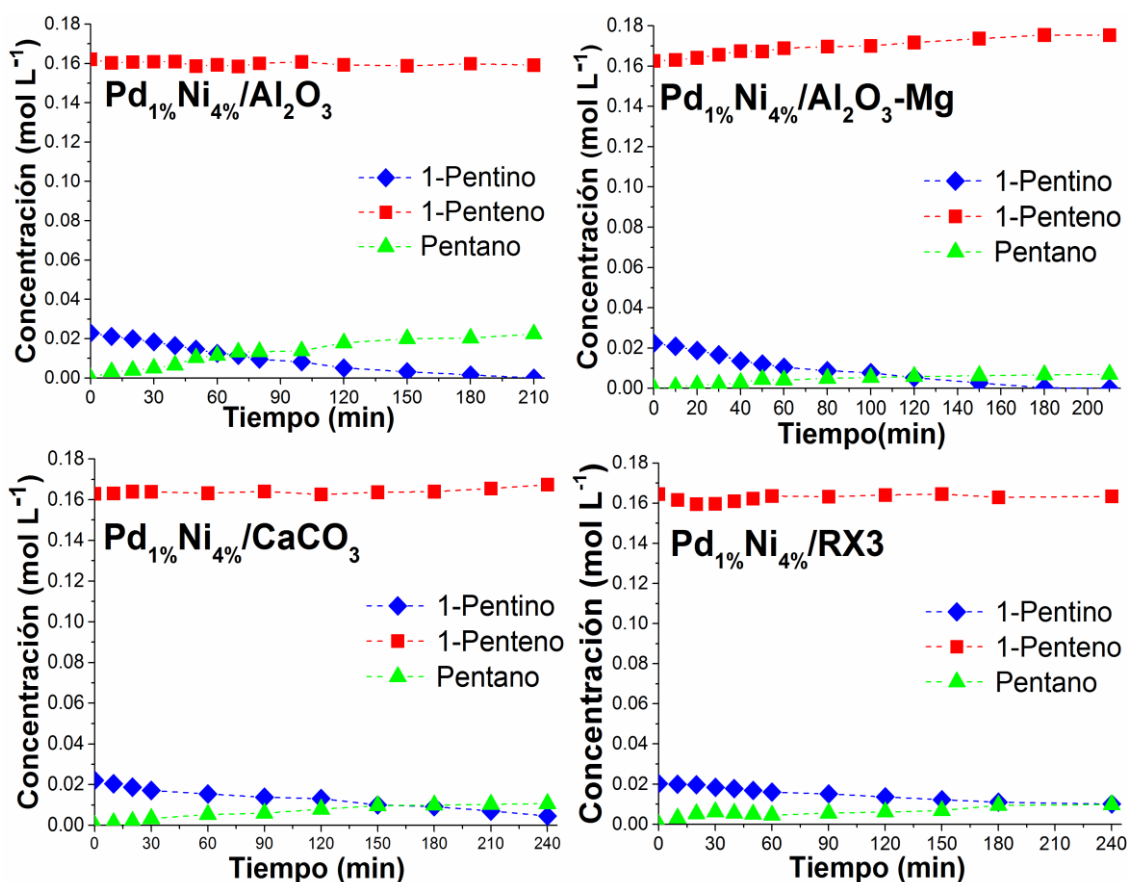 Concentración (mol L⁻¹)
0.18
0.16
0.14
0.12
0.10
0.08
0.06
0.04
0.02
0.00
Pd₁%Ni₄%/Al₂O₃
1-Pentino
1-Penteno
Pentano
0 30 60 90 120 150 180 210
Tiempo (min)
Concentración (mol L⁻¹)
0.18
0.16
0.14
0.12
0.10
0.08
0.06
0.04
0.02
0.00
Pd₁%Ni₄%/Al₂O₃-Mg
1-Pentino
1-Penteno
Pentano
0 20 40 60 80 100 120 140 160 180 200
Tiempo(min)
Concentración (mol L⁻¹)
0.18
0.16
0.14
0.12
0.10
0.08
0.06
0.04
0.02
0.00
Pd₁%Ni₄%/CaCO₃
1-Pentino
1-Penteno
Pentano
0 30 60 90 120 150 180 210 240
Tiempo (min)
Concentración (mol L⁻¹)
0.18
0.16
0.14
0.12
0.10
0.08
0.06
0.04
0.02
0.00
Pd₁%Ni₄%/RX3
1-Pentino
1-Penteno
Pentano
0 30 60 90 120 150 180 210 240
Tiempo (min)